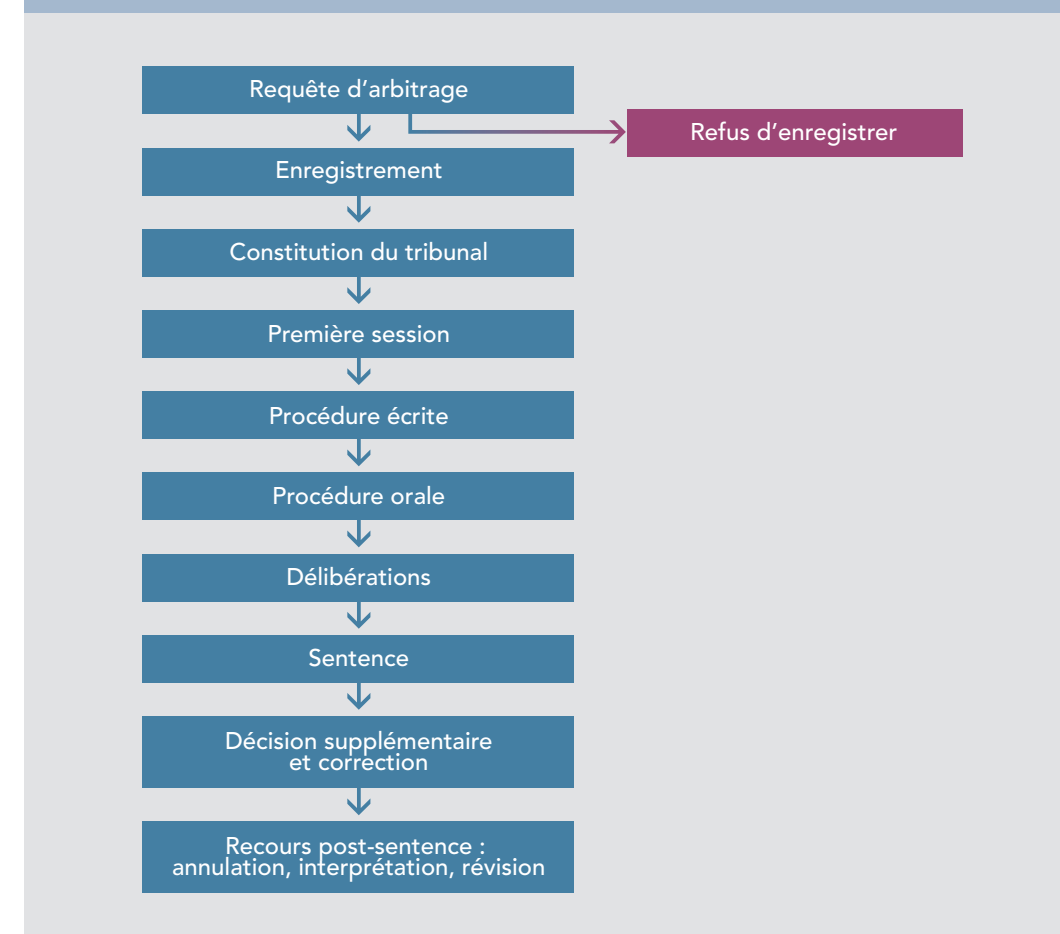 Requête d’arbitrage
Refus d’enregistrer
Enregistrement
Constitution du tribunal
Première session
Procédure écrite
Procédure orale
Délibérations
Sentence
Décision supplémentaire
et correction
Recours post-sentence :
annulation, interprétation, révision